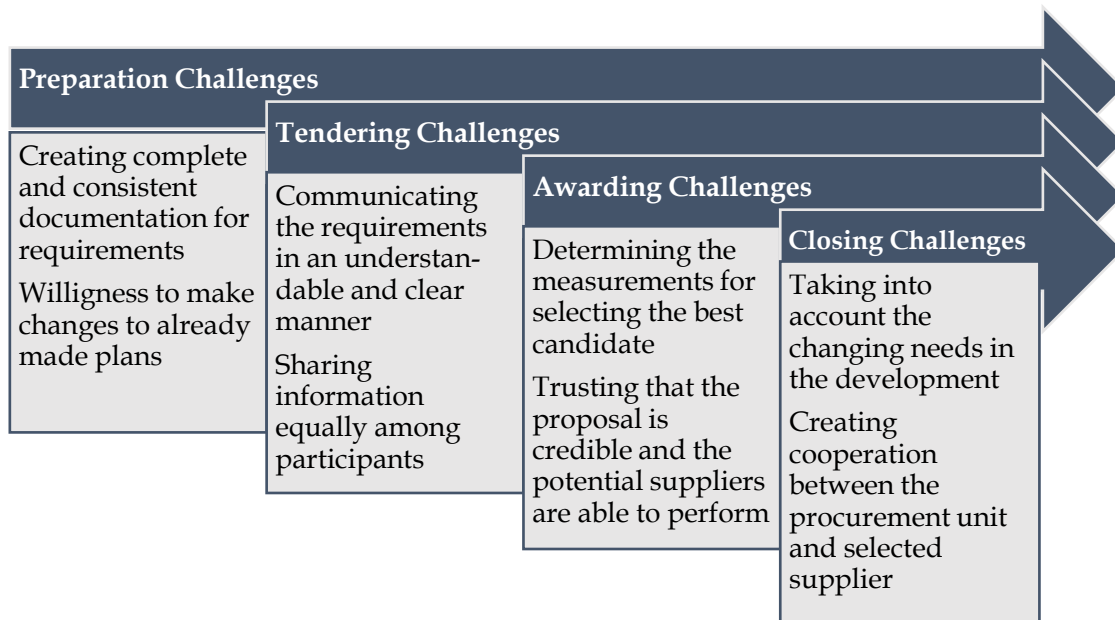 Preparation Challenges
Creating complete
and consistent
documentation for
requirements
Willigness to make
changes to already
made plans
Tendering Challenges
Communicating
the requirements
in an understan-
dable and clear
manner
Sharing
information
equally among
participants
Awarding Challenges
Determining the
measurements for
selecting the best
candidate
Trusting that the
proposal is
credible and the
potential suppliers
are able to perform
Closing Challenges
Taking into
account the
changing needs in
the development
Creating
cooperation
between the
procurement unit
and selected
supplier